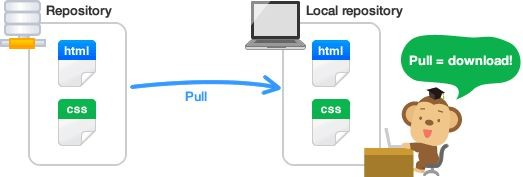 Repository
Local repository
html
html
Pull = download!
Pull
css
css